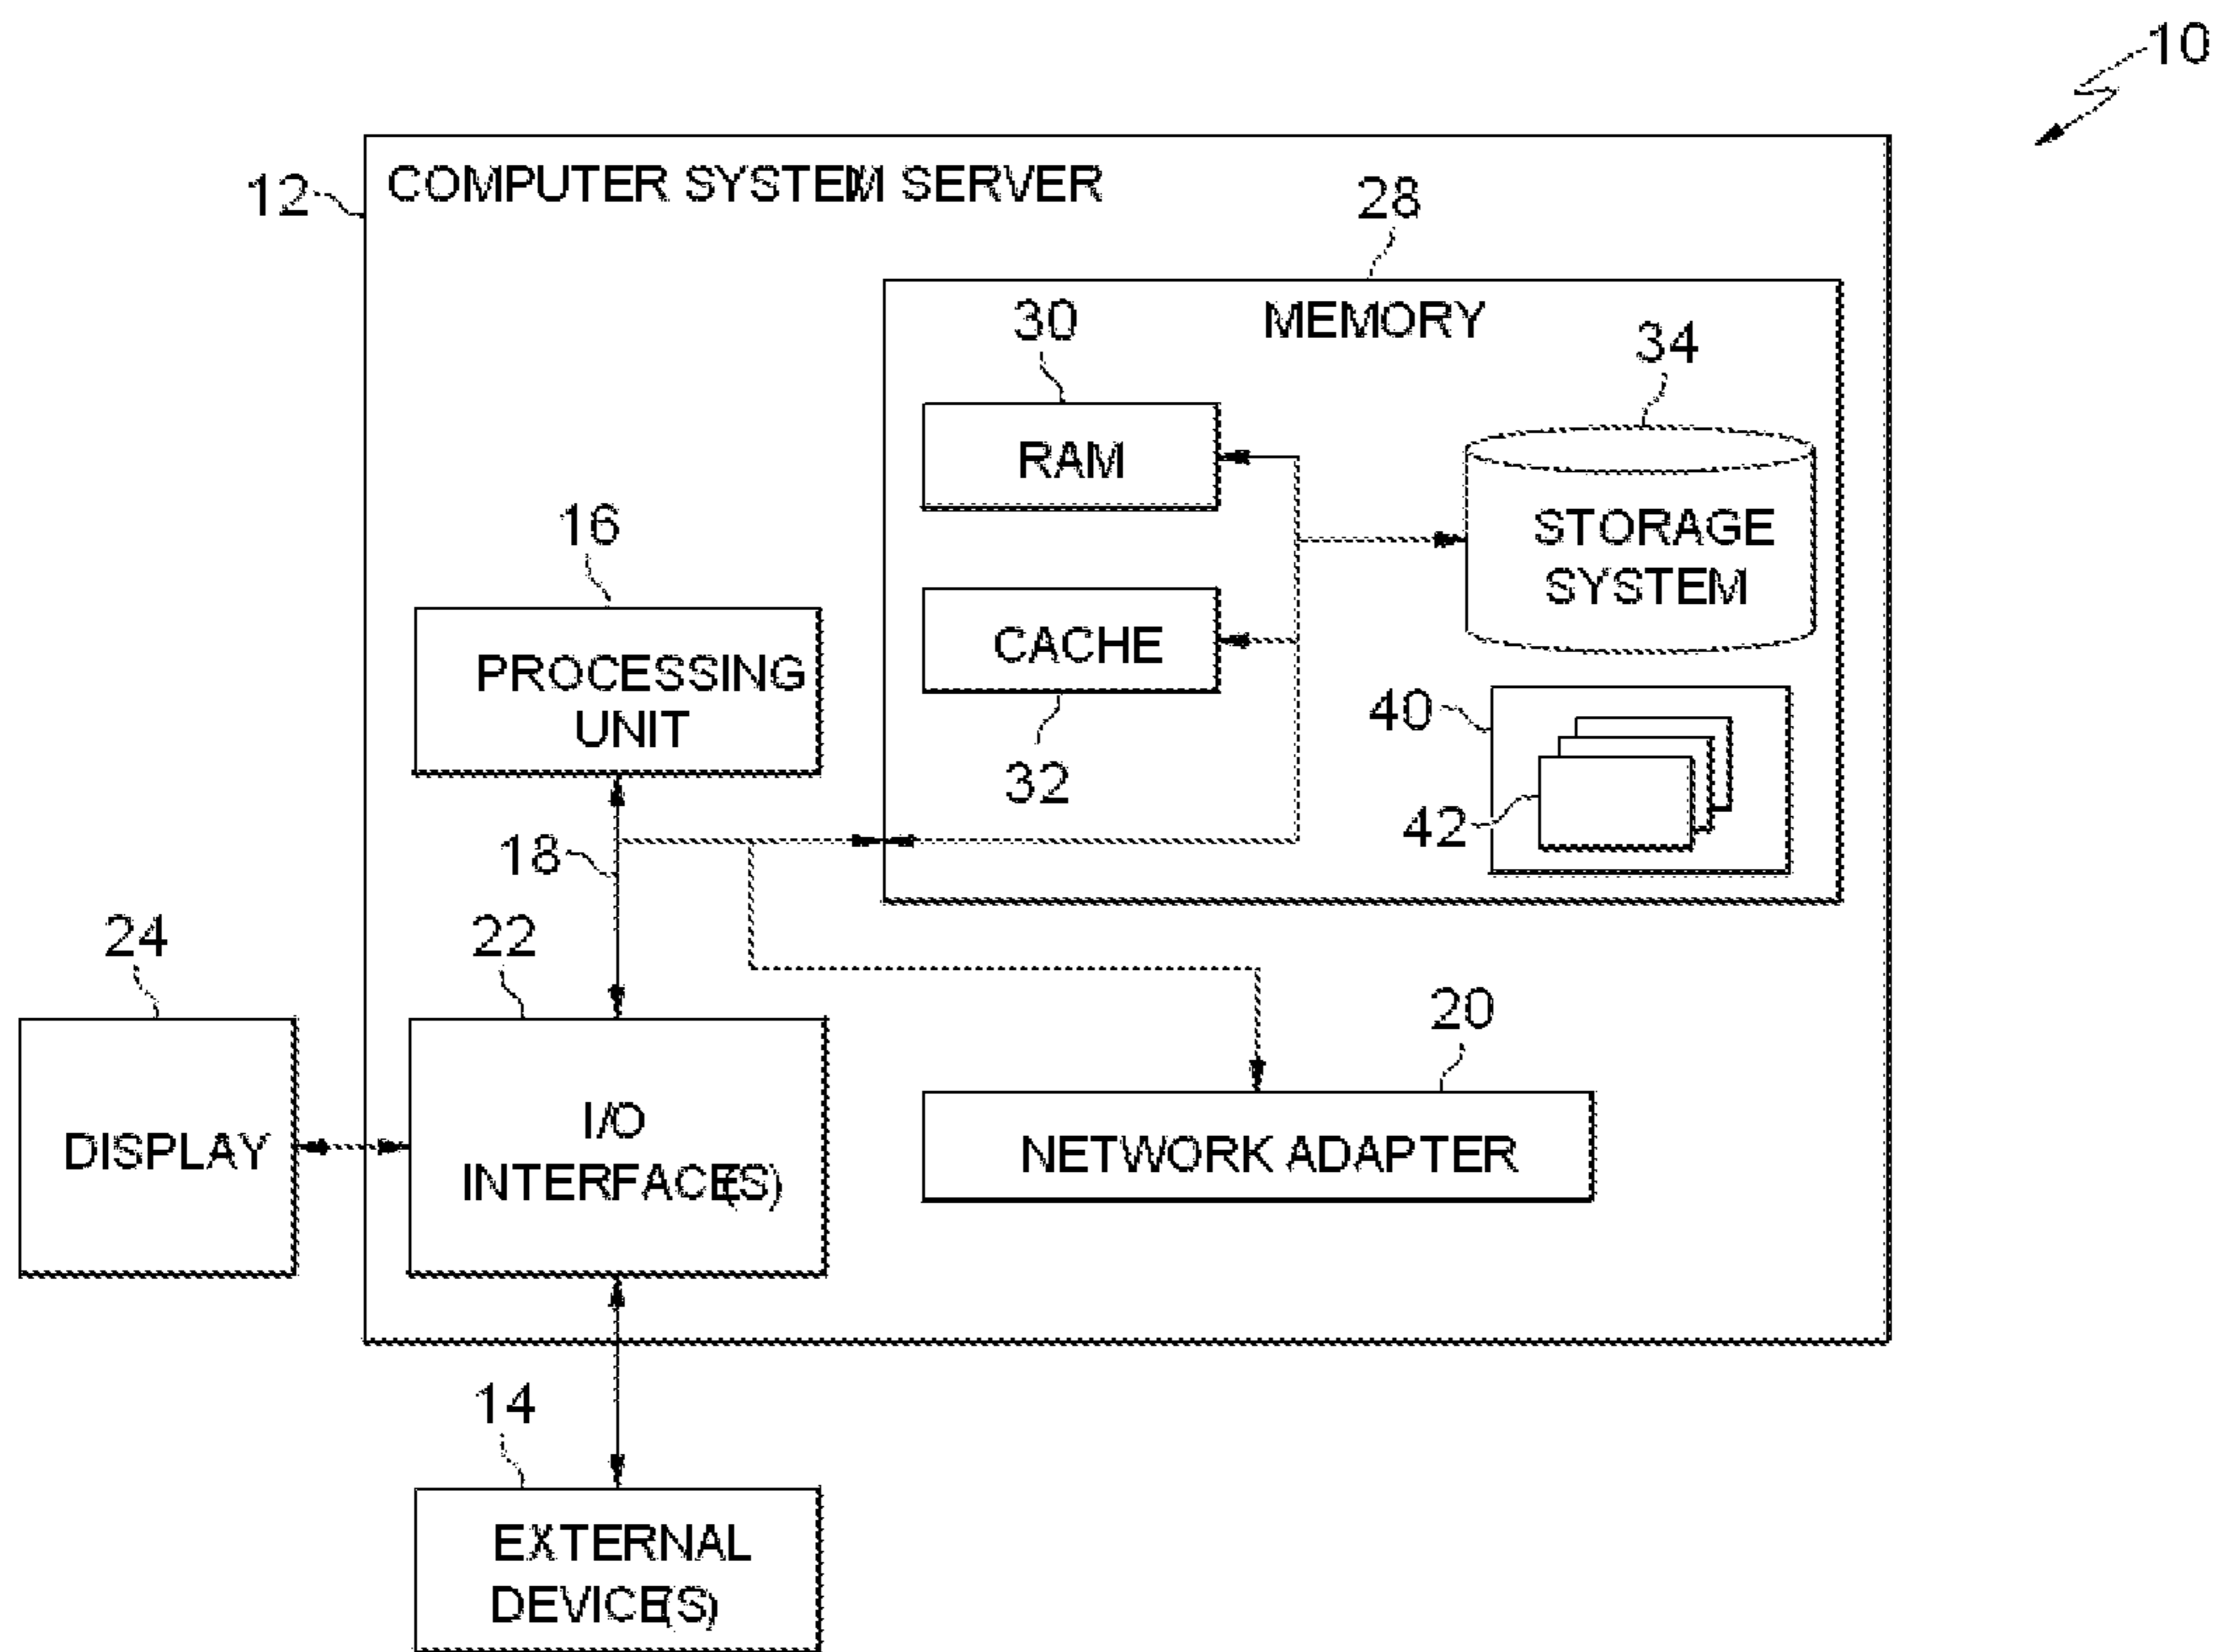 10
12
COMPUTER SYSTEM SERVER
28
MEMORY
30
34
RAM
STORAGE
SYSTEM
16
CACHE
PROCESSING
UNIT
32
40
42
18
24
22
20
DISPLAY
I/O
INTERFACE(S)
NETWORK ADAPTER
14
EXTERNAL
DEVICE(S)